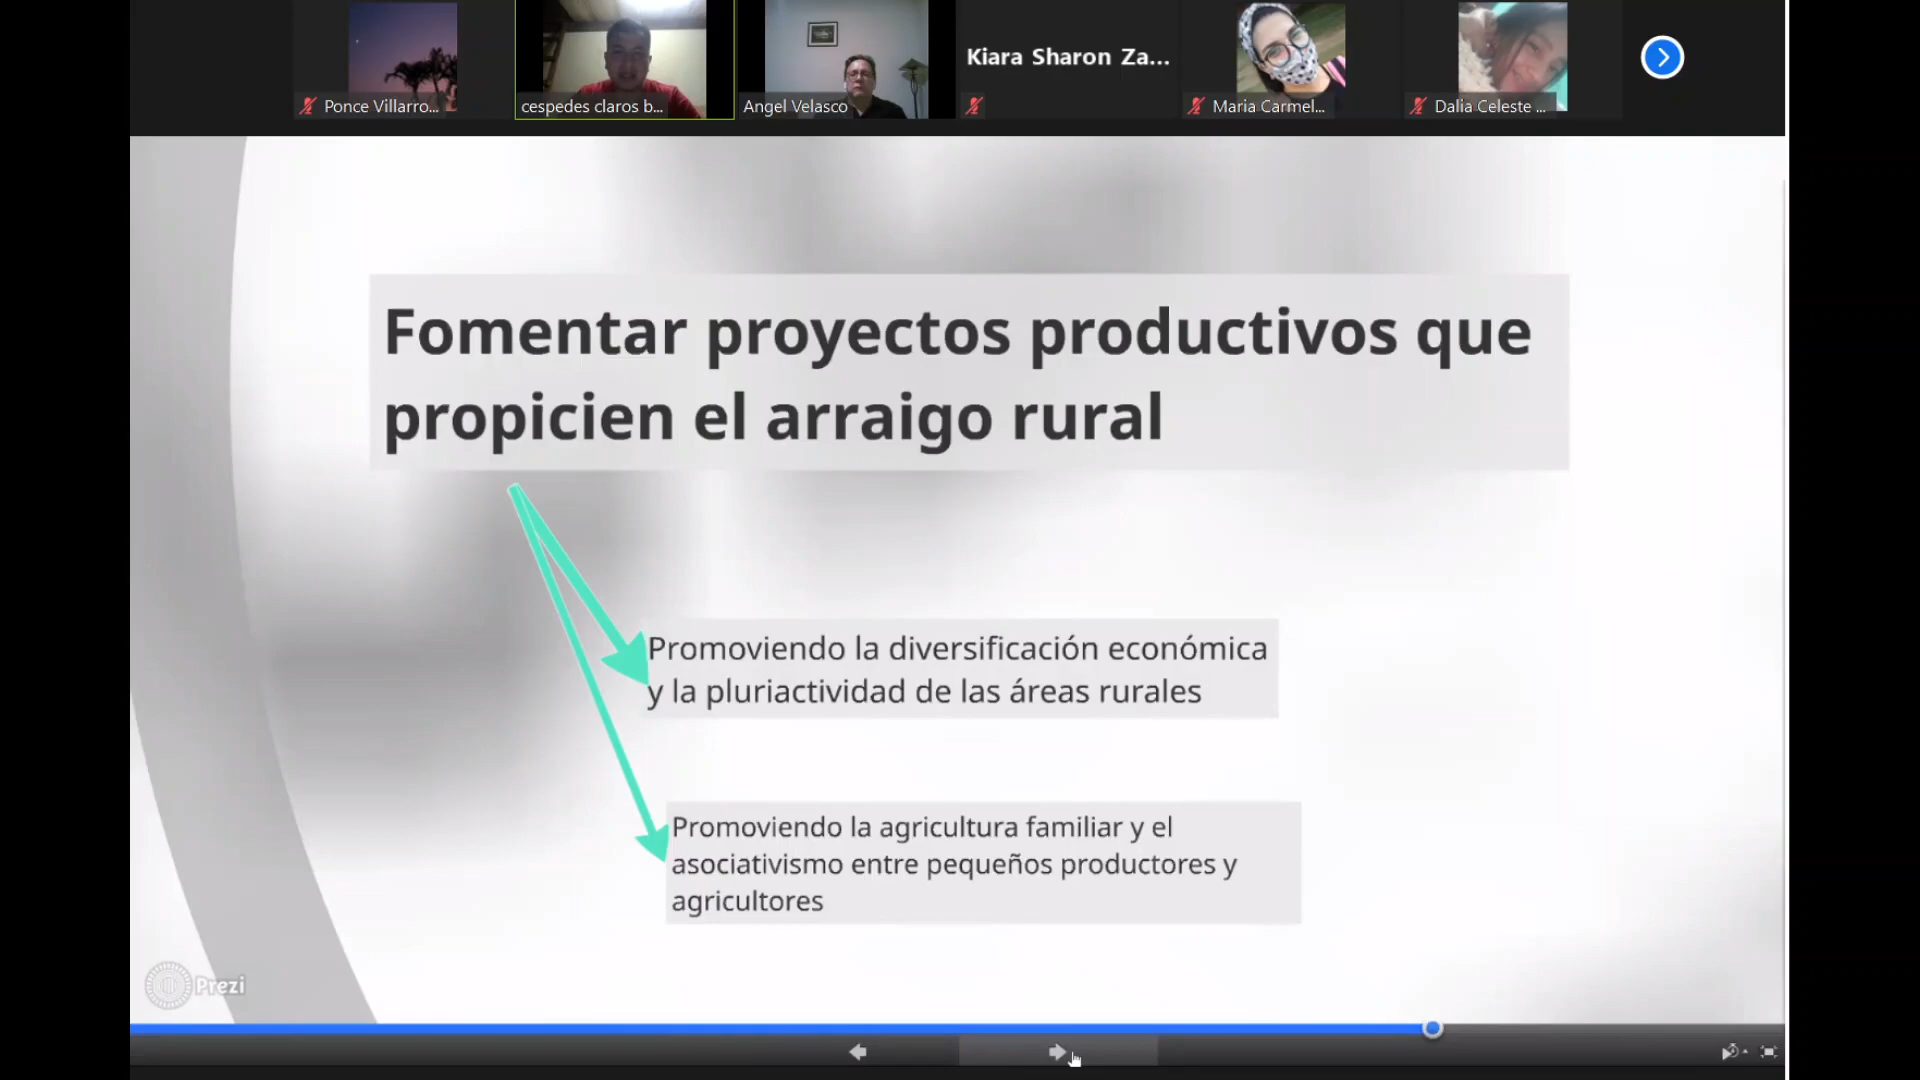 Ponce Villarro...
cespedes claros b...
Angel Velasco
Kiara Sharon Za...
Maria Carmel...
Dalia Celeste ...
Fomentar proyectos productivos que
propicien el arraigo rural
Promoviendo la diversificación económica
y la pluriactividad de las áreas rurales
Promoviendo la agricultura familiar y el
asociativismo entre pequeños productores y
agricultores
Prezi